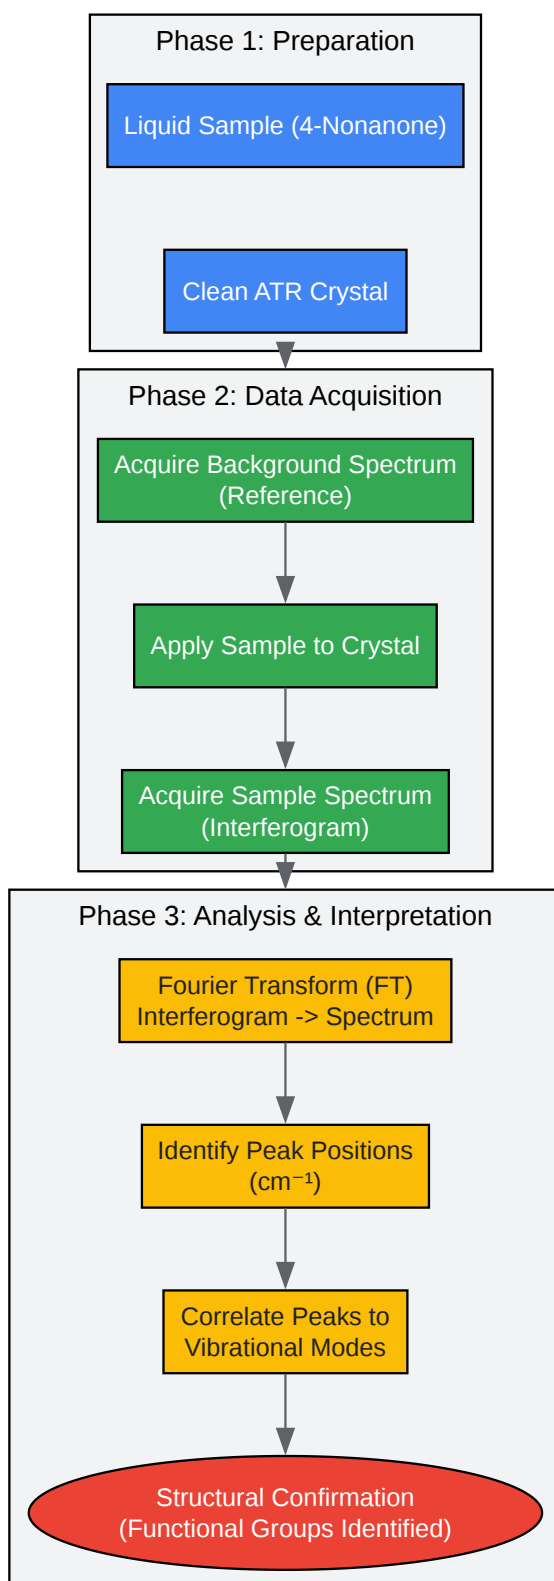 Phase 1: Preparation
Liquid Sample (4-Nonanone)
Clean ATR Crystal
Phase 2: Data Acquisition
Acquire Background Spectrum
(Reference)
Apply Sample to Crystal
Acquire Sample Spectrum
(Interferogram)
Phase 3: Analysis & Interpretation
Fourier Transform (FT)
Interferogram -> Spectrum
Identify Peak Positions
(cm⁻¹)
Correlate Peaks to
Vibrational Modes
Structural Confirmation
(Functional Groups Identified)